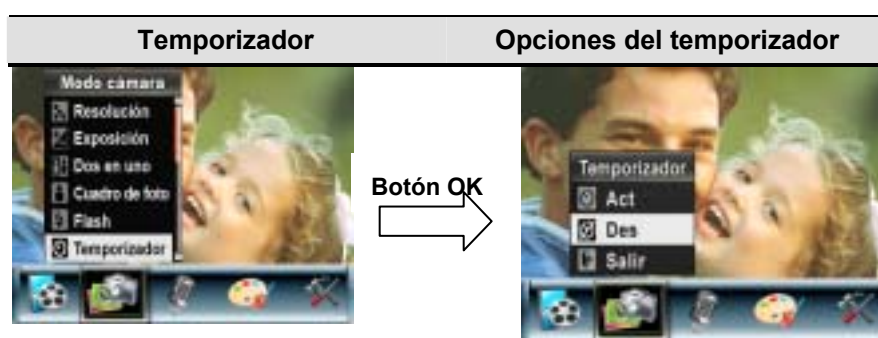 Temporizador
Opciones del temporizador
Modo cámara
Resolución
Exposición
Dos en uno
Cuadro de foto
Flash
Temporizador
Botón OK
Temporizador
Act
Des
Salir